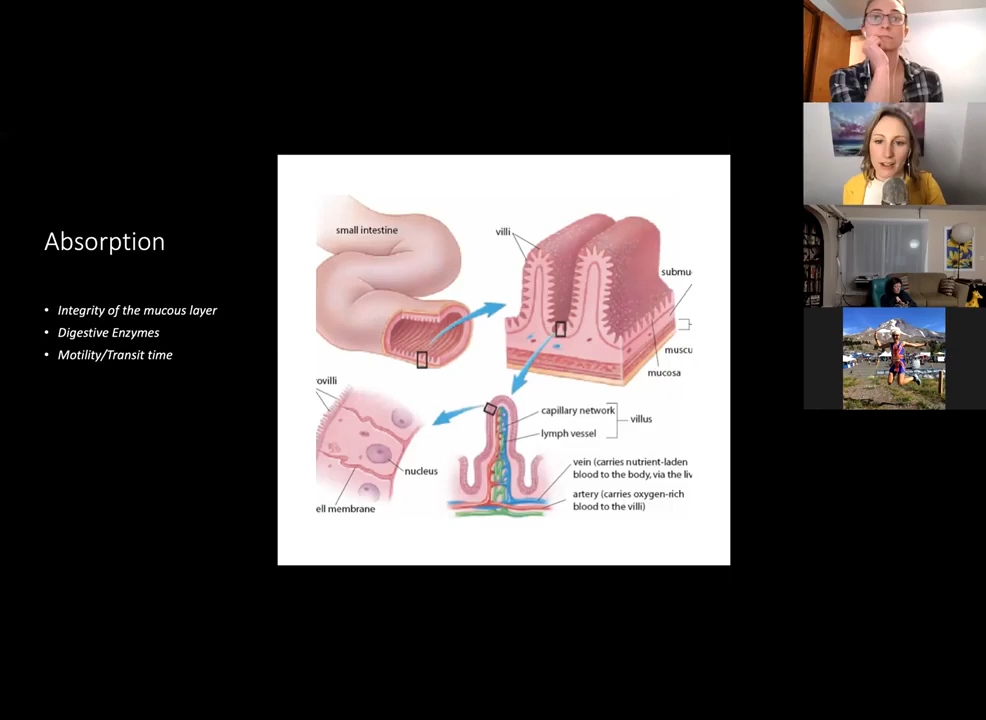 Absorption
• Integrity of the mucous layer
• Digestive Enzymes
• Motility/Transit time
small intestine
villi
submu
muscu
mucosa
rovilli
nucleus
ell membrane
capillary network
lymph vessel
villus
vein (carries nutrient-laden
blood to the body, via the liv
artery (carries oxygen-rich
blood to the villi)